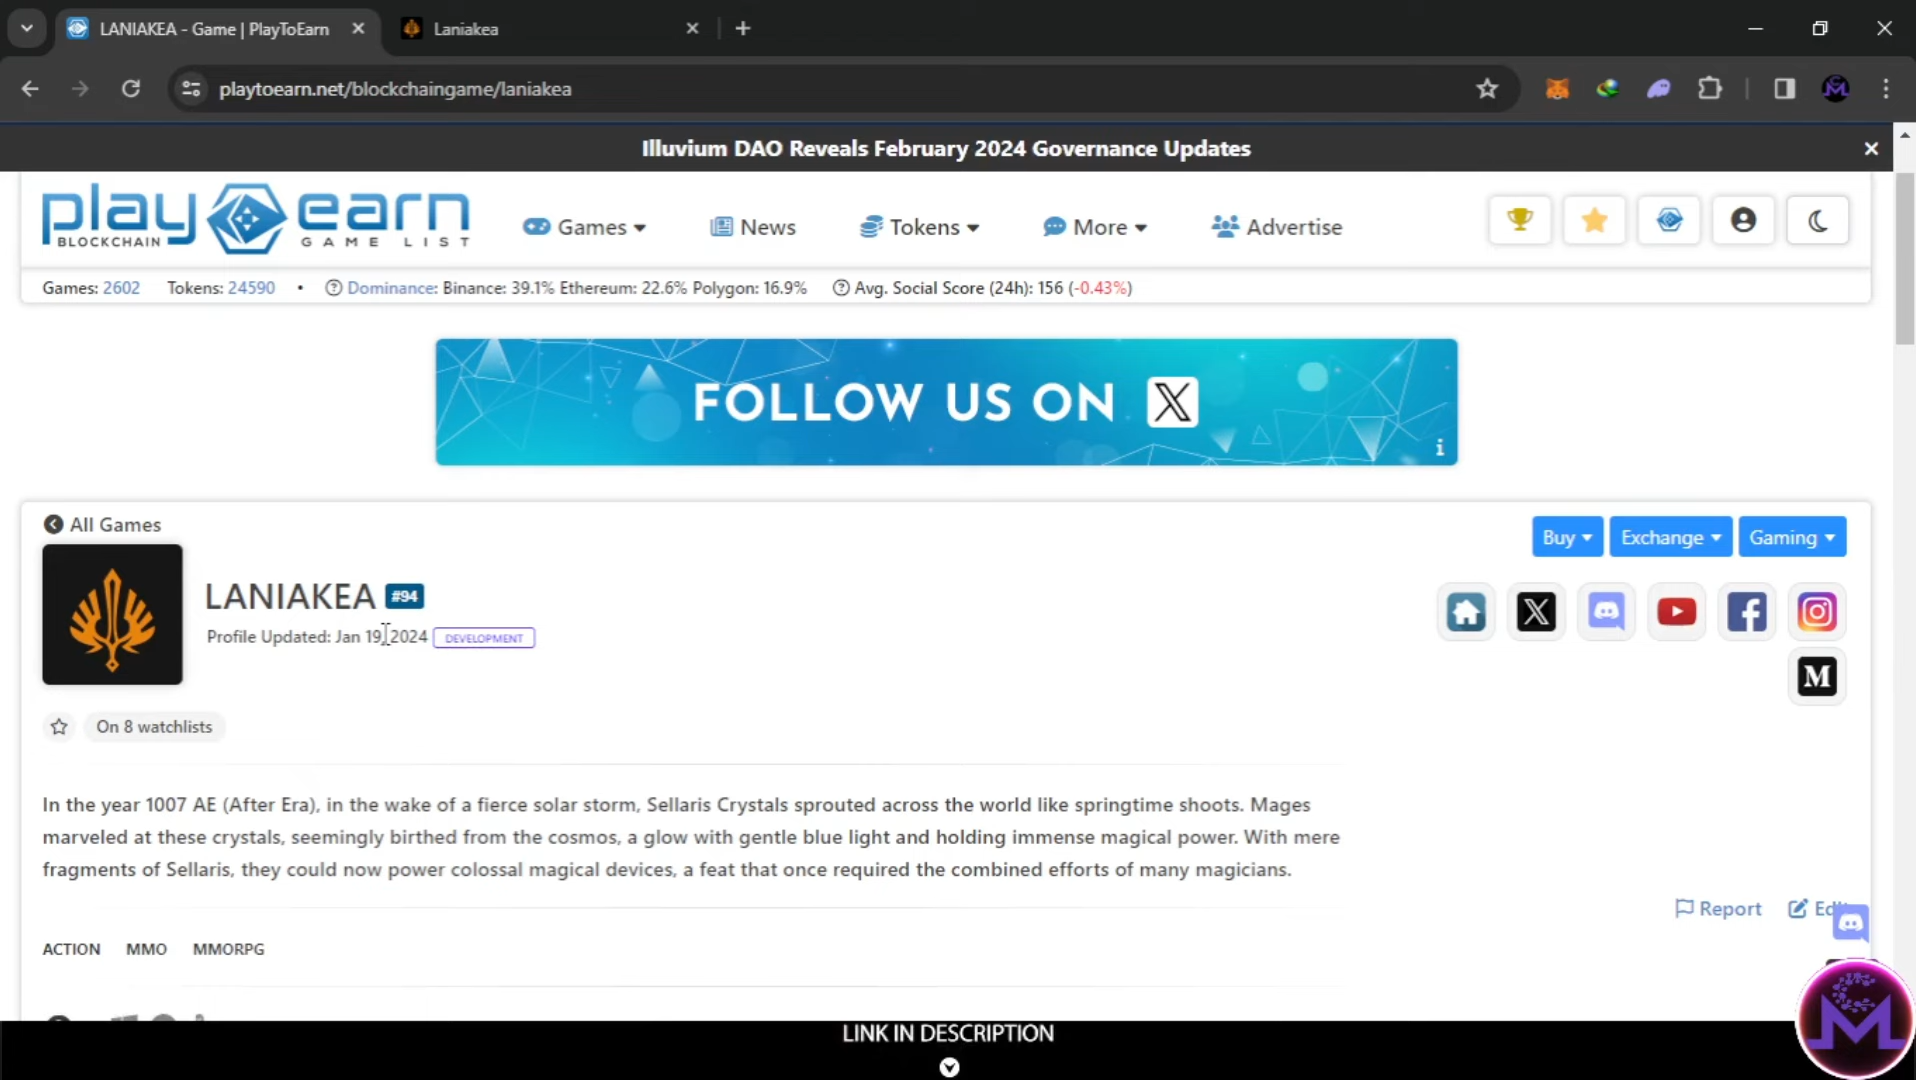 LANIAKEA - Game | PlayToEarn
Laniakea
playtoearn.net/blockchaingame/laniakea
Illuvium DAO Reveals February 2024 Governance Updates
play earn
BLOCKCHAIN GAME LIST
Games
News
Tokens
More
Advertise
Games: 2602 Tokens: 24590 • Dominance: Binance: 39.1% Ethereum: 22.6% Polygon: 16.9% Avg. Social Score (24h): 156 (-0.43%)
FOLLOW US ON X
All Games
Buy
Exchange
Gaming
LANIAKEA #94
Profile Updated: Jan 19, 2024 DEVELOPMENT
On 8 watchlists
In the year 1007 AE (After Era), in the wake of a fierce solar storm, Sellaris Crystals sprouted across the world like springtime shoots. Mages
marveled at these crystals, seemingly birthed from the cosmos, a glow with gentle blue light and holding immense magical power. With mere
fragments of Sellaris, they could now power colossal magical devices, a feat that once required the combined efforts of many magicians.
Report
ACTION MMO MMORPG
LINK IN DESCRIPTION